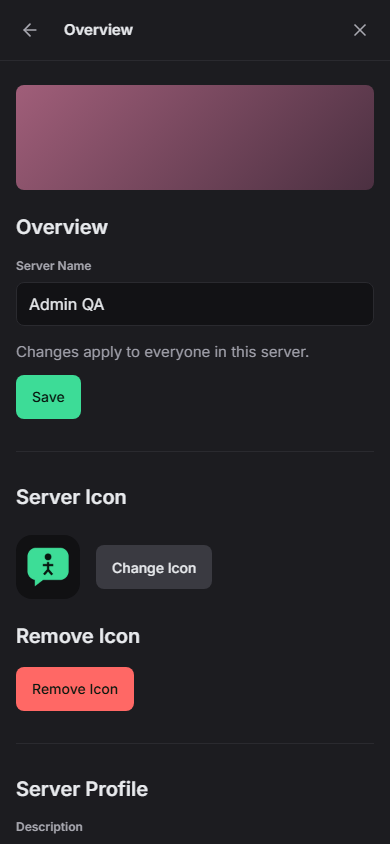 Overview
Overview
Server Name
Admin QA
Changes apply to everyone in this server.
Save
Server Icon
Change Icon
Remove Icon
Remove Icon
Server Profile
Description